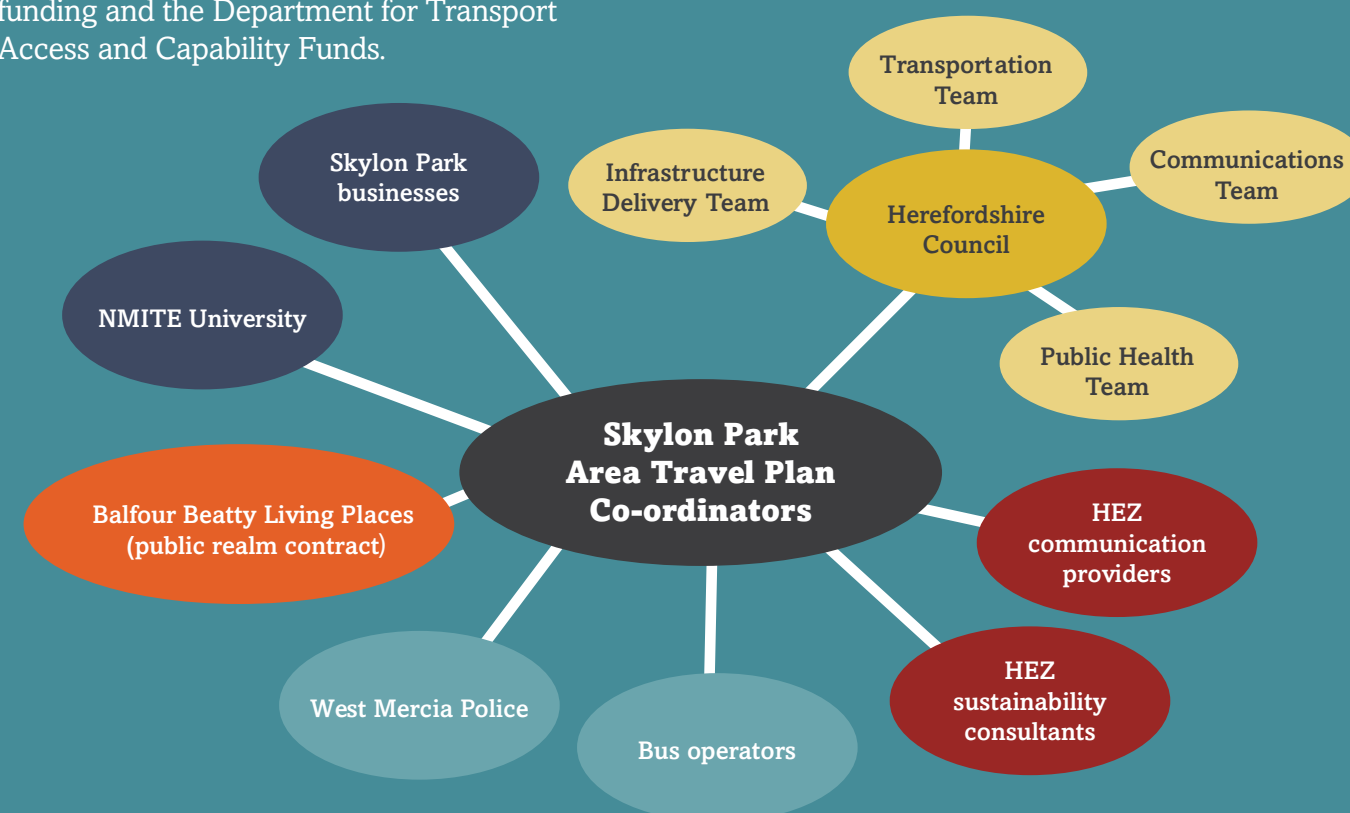 funding and the Department for Transport
Access and Capability Funds.
Transportation
Team
Communications
Team
Infrastructure
Delivery Team
Herefordshire
Council
Public Health
Team
Skylon Park
businesses
NMITE University
Skylon Park
Area Travel Plan
Co-ordinators
Balfour Beatty Living Places
(public realm contract)
HEZ
communication
providers
HEZ
sustainability
consultants
West Mercia Police
Bus operators